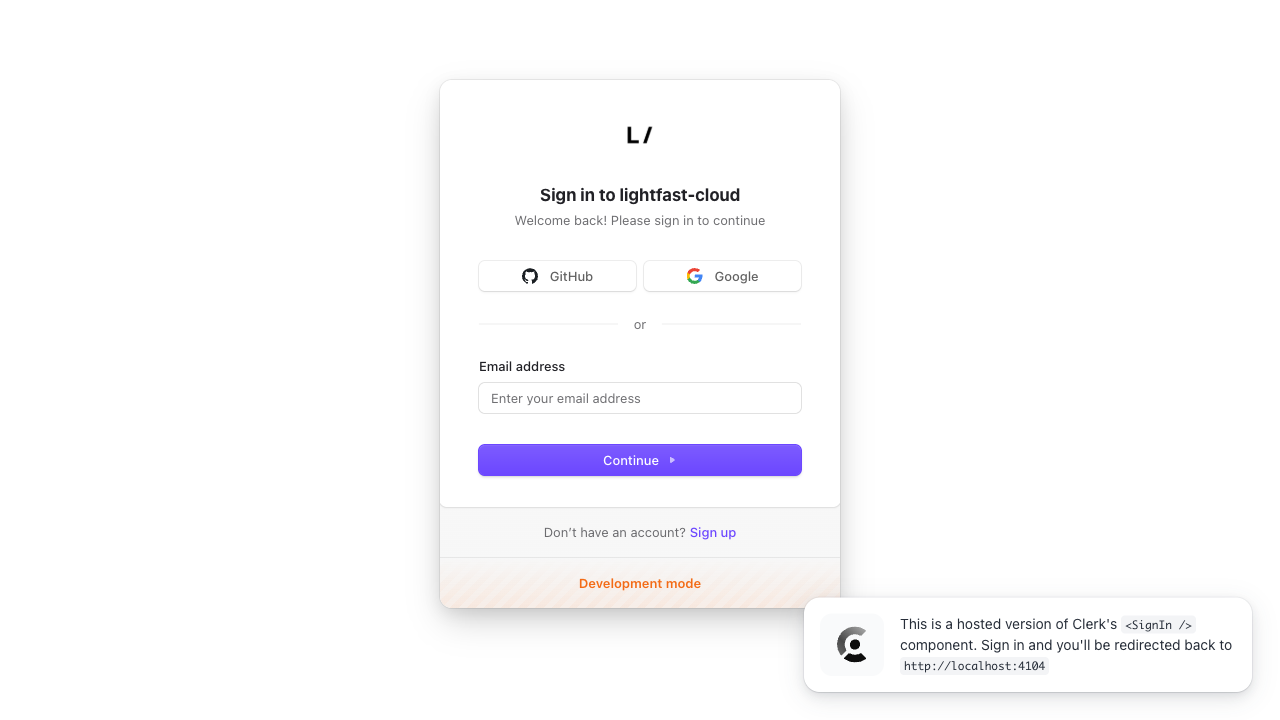 L/
Sign in to lightfast-cloud
Welcome back! Please sign in to continue
GitHub
Google
or
Email address
Enter your email address
Continue
Don’t have an account? Sign up
Development mode
This is a hosted version of Clerk's <SignIn />
component. Sign in and you'll be redirected back to
http://localhost:4104